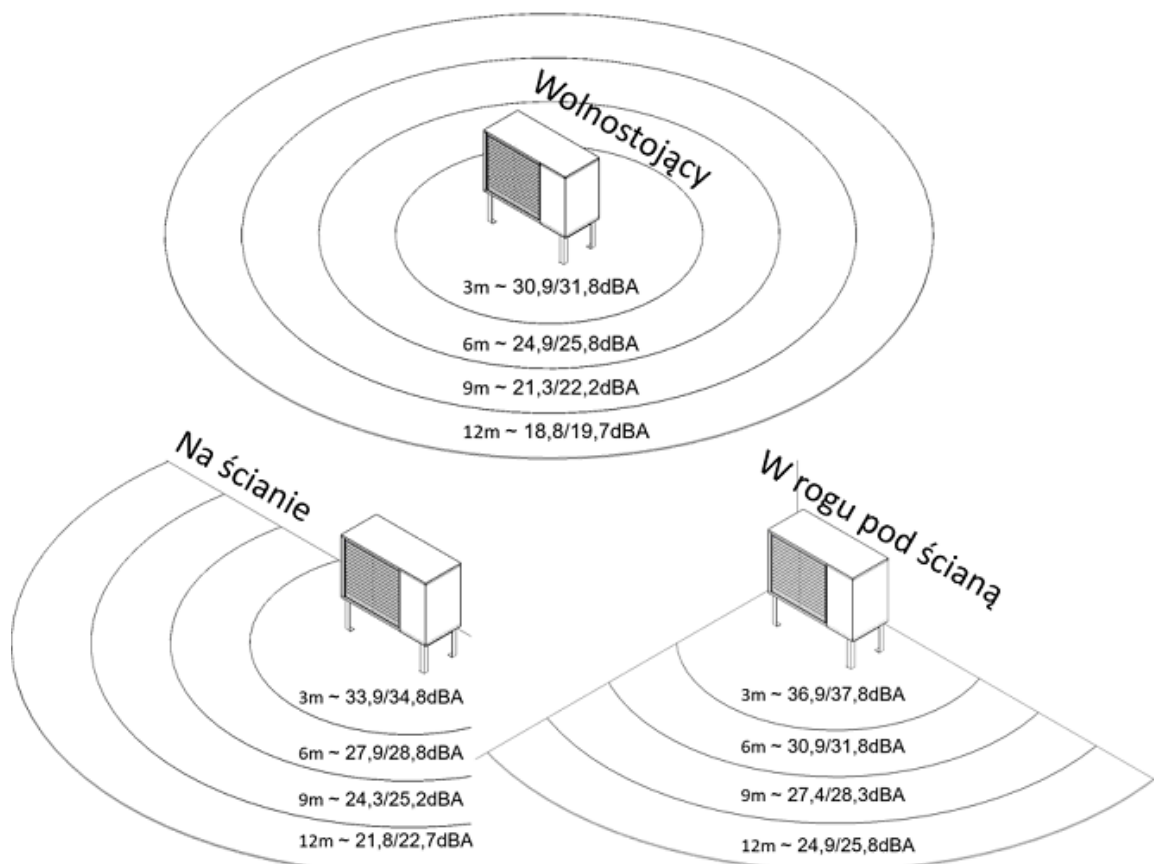 Wolnostojący
3m ~ 30,9/31,8dBA
6m ~ 24,9/25,8dBA
9m ~ 21,3/22,2dBA
12m ~ 18,8/19,7dBA
Na ścianie
3m ~ 33,9/34,8dBA
6m ~ 27,9/28,8dBA
9m ~ 24,3/25,2dBA
12m ~ 21,8/22,7dBA
W rogu pod ścianą
3m ~ 36,9/37,8dBA
6m ~ 30,9/31,8dBA
9m ~ 27,4/28,3dBA
12m ~ 24,9/25,8dBA